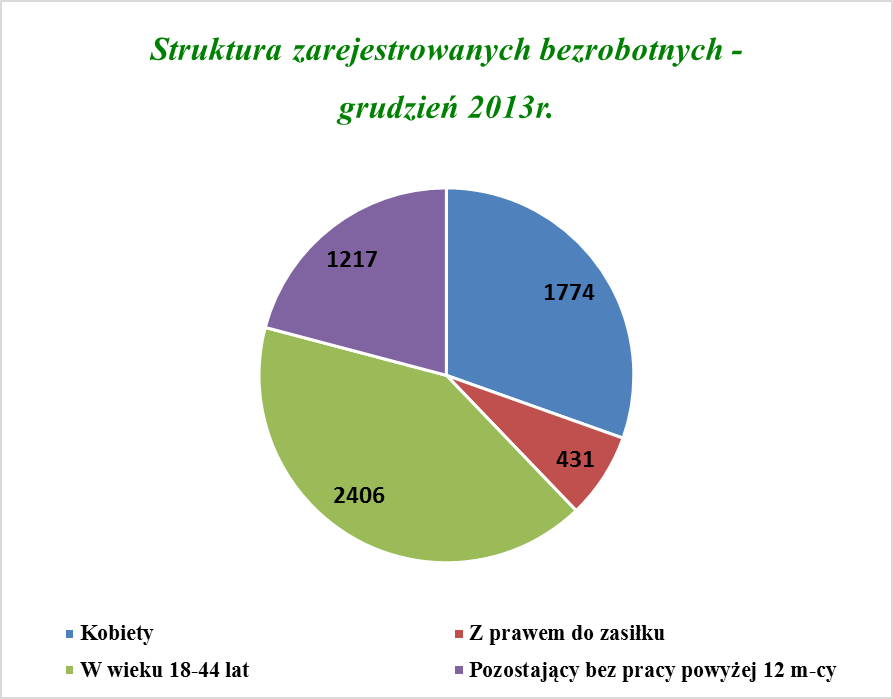 Struktura zarejestrowanych bezrobotnych -
grudzień 2013r.
1217
1774
431
2406
Kobiety
Z prawem do zasiłku
W wieku 18-44 lat
Pozostający bez pracy powyżej 12 m-cy